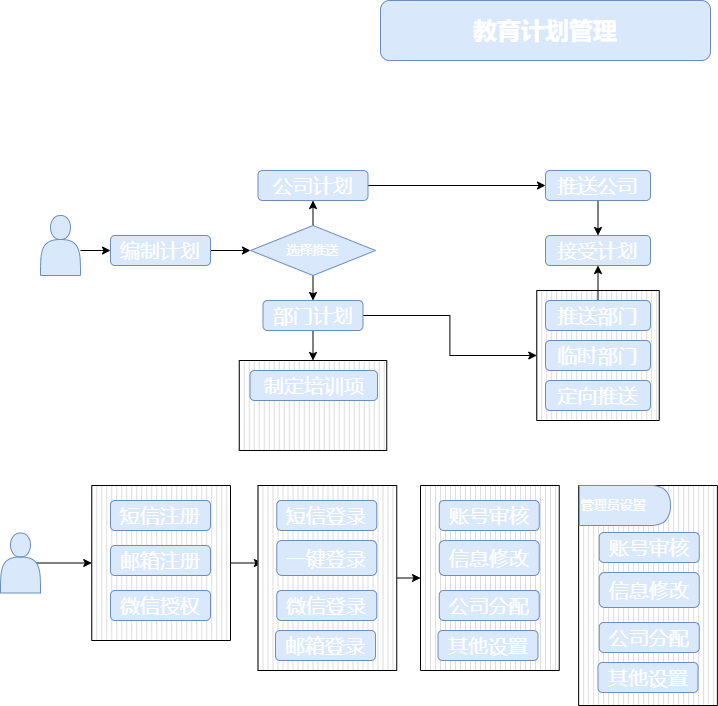 教育计划管理
公司计划
推送公司
编制计划
选择推送
接受计划
部门计划
推送部门
临时部门
制定培训项
定向推送
短信注册
邮箱注册
微信授权
短信登录
一键登录
微信登录
邮箱登录
账号审核
信息修改
公司分配
其他设置
管理员设置
账号审核
信息修改
公司分配
其他设置